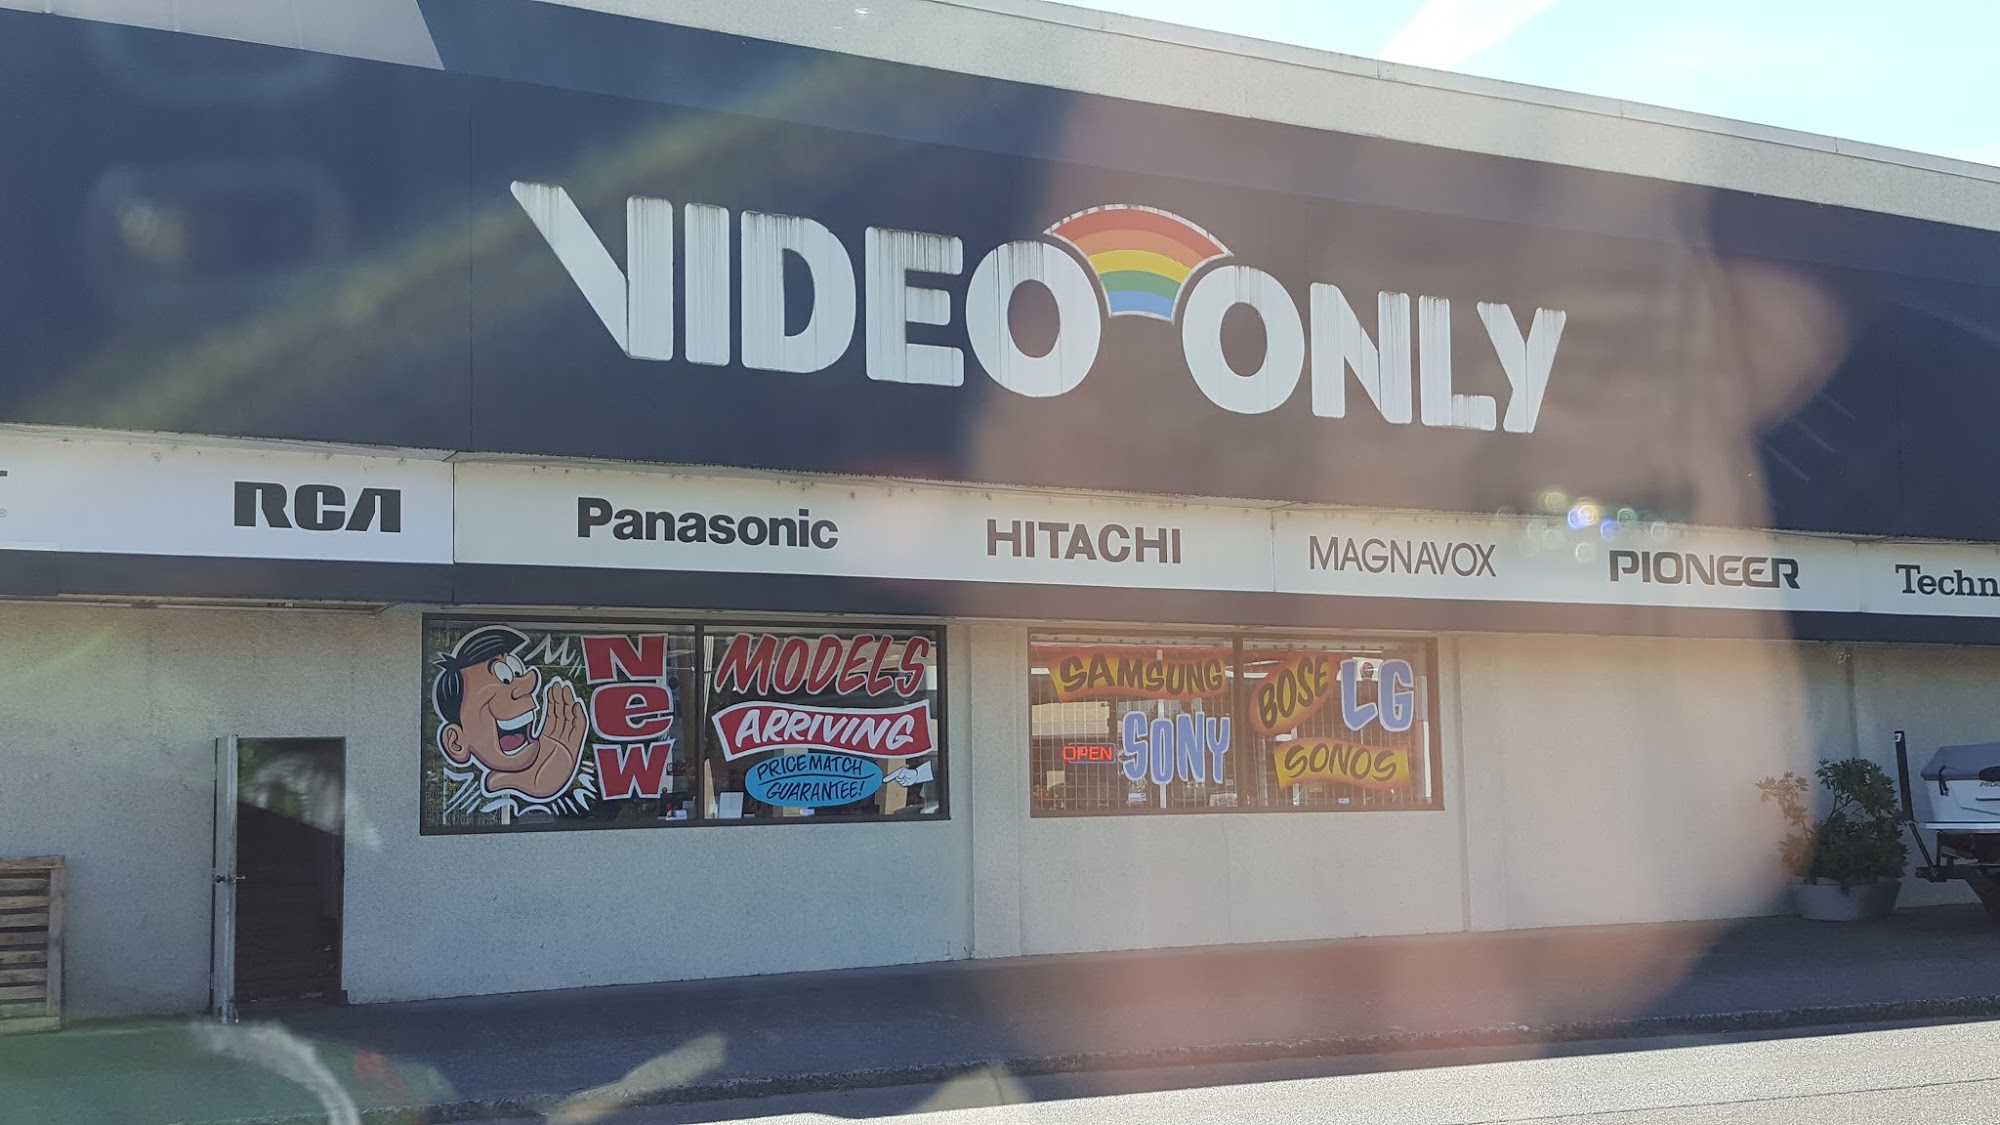 VIDEO ONLY
RCA Panasonic HITACHI MAGNAVOX PIONEER Techn
New MODELS
ARRIVING
PRICE MATCH
GUARANTEE!
SAMSUNG
OPEN SONY
BOSE LG
SONOS